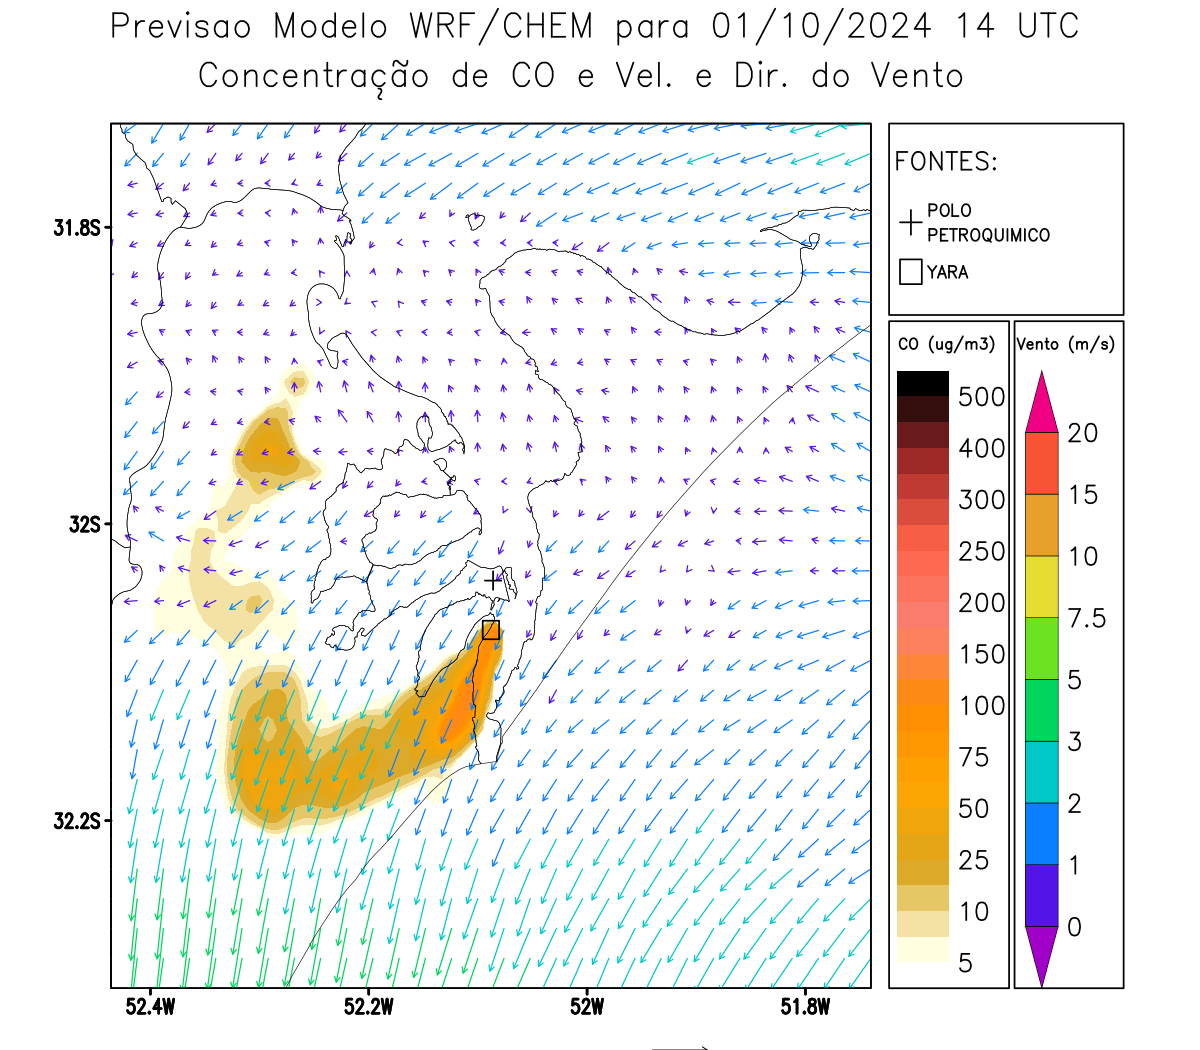 Previsao Modelo WRF/CHEM para 01/10/2024 14 UTC
Concentração de CO e Vel. e Dir. do Vento
FONTES:
POLO
PETROQUIMICO
YARA
CO (ug/m3)
500
400
300
250
200
150
100
75
50
25
10
5
Vento (m/s)
20
15
10
7.5
5
3
2
1
0
31.8S
32S
32.2S
52.4W
52.2W
52W
51.8W